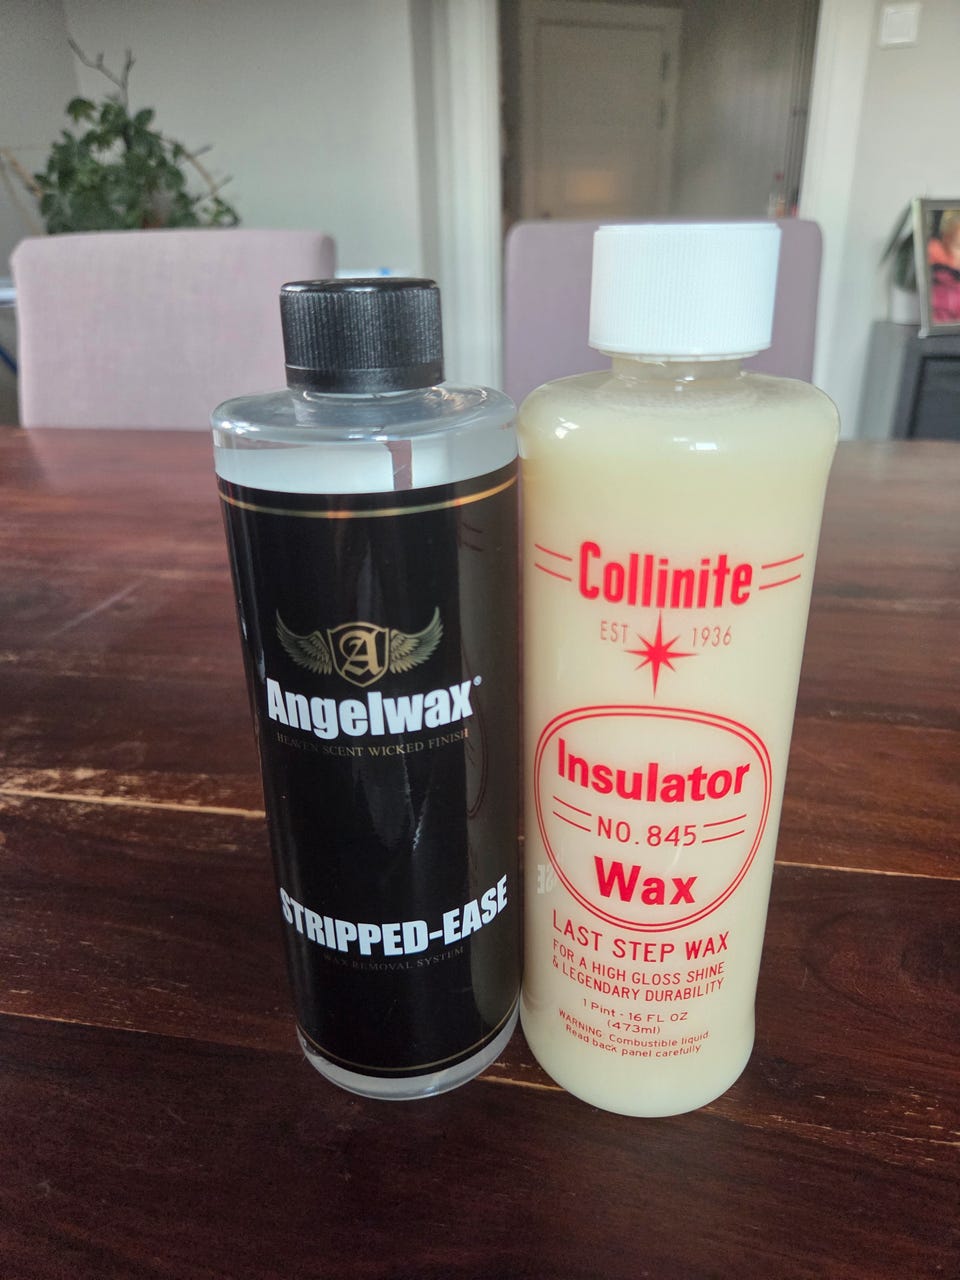 A
Angelwax®
HEAVEN SCENT WICKED FINISH
STRIPPED-EASE
WAX REMOVAL SYSTEM
Collinite
EST 1936
Insulator
NO. 845
Wax
LAST STEP WAX
FOR A HIGH GLOSS SHINE
& LEGENDARY DURABILITY
1 Pint - 16 FL OZ
(473ml)
WARNING: Combustible liquid.
Read back panel carefully